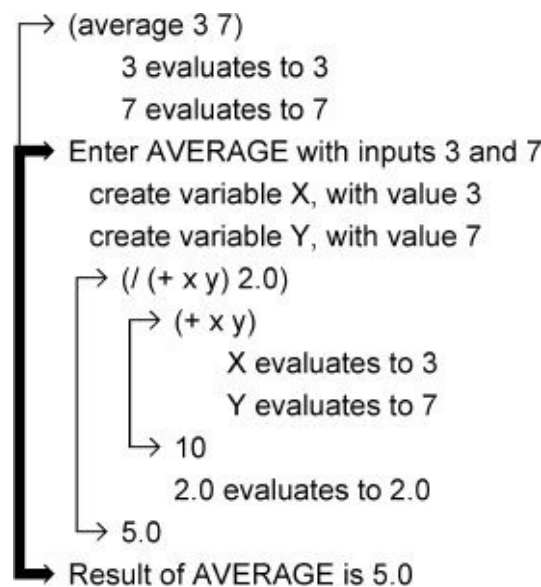 (average 3 7)
3 evaluates to 3
7 evaluates to 7
Enter AVERAGE with inputs 3 and 7
create variable X, with value 3
create variable Y, with value 7
(/ (+ x y) 2.0)
(+ x y)
X evaluates to 3
Y evaluates to 7
10
2.0 evaluates to 2.0
5.0
Result of AVERAGE is 5.0